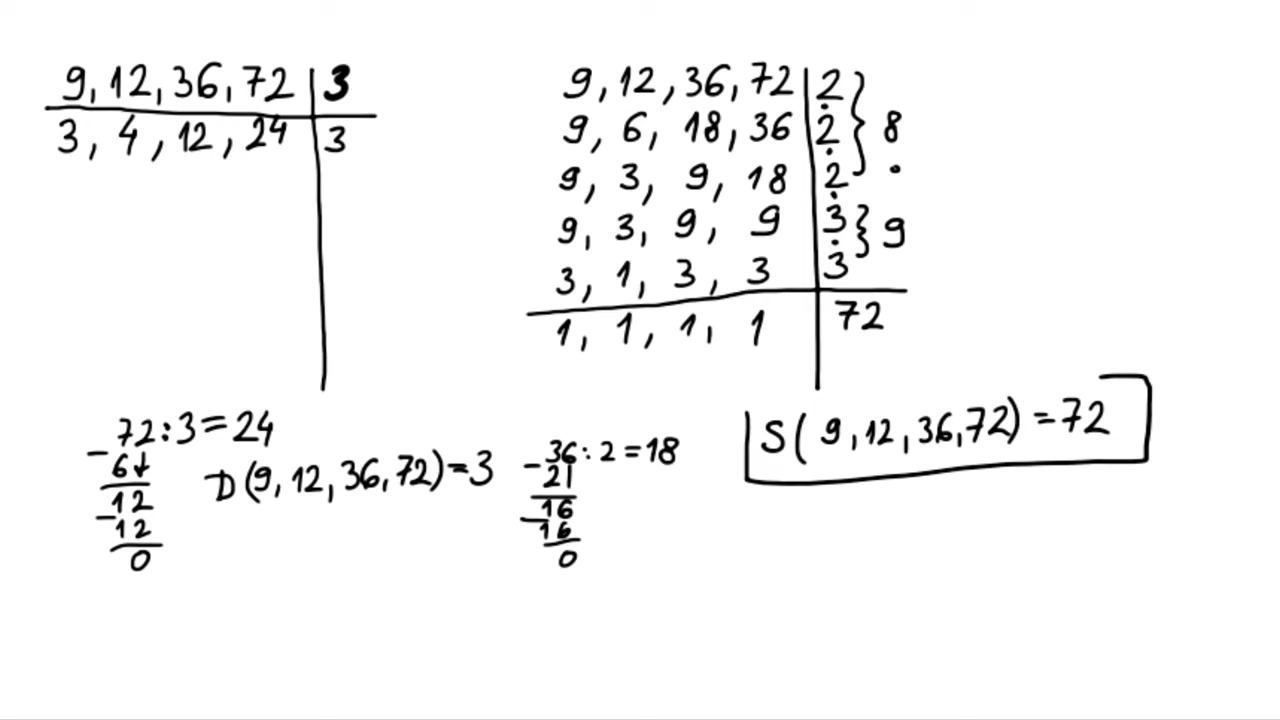 9, 12, 36, 72 | 3
3, 4, 12, 24 | 3
9, 12, 36, 72 | 2
9, 6, 18, 36 | 2 } 8
9, 3, 9, 18 | 2 ·
9, 3, 9, 9 | 3 } 9
3, 1, 3, 3 | 3
1, 1, 1, 1 | 72
72 : 3 = 24
- 6↓
12
- 12
0
D (9, 12, 36, 72) = 3
36 : 2 = 18
- 2↓
16
- 16
0
S ( 9, 12, 36, 72) = 72